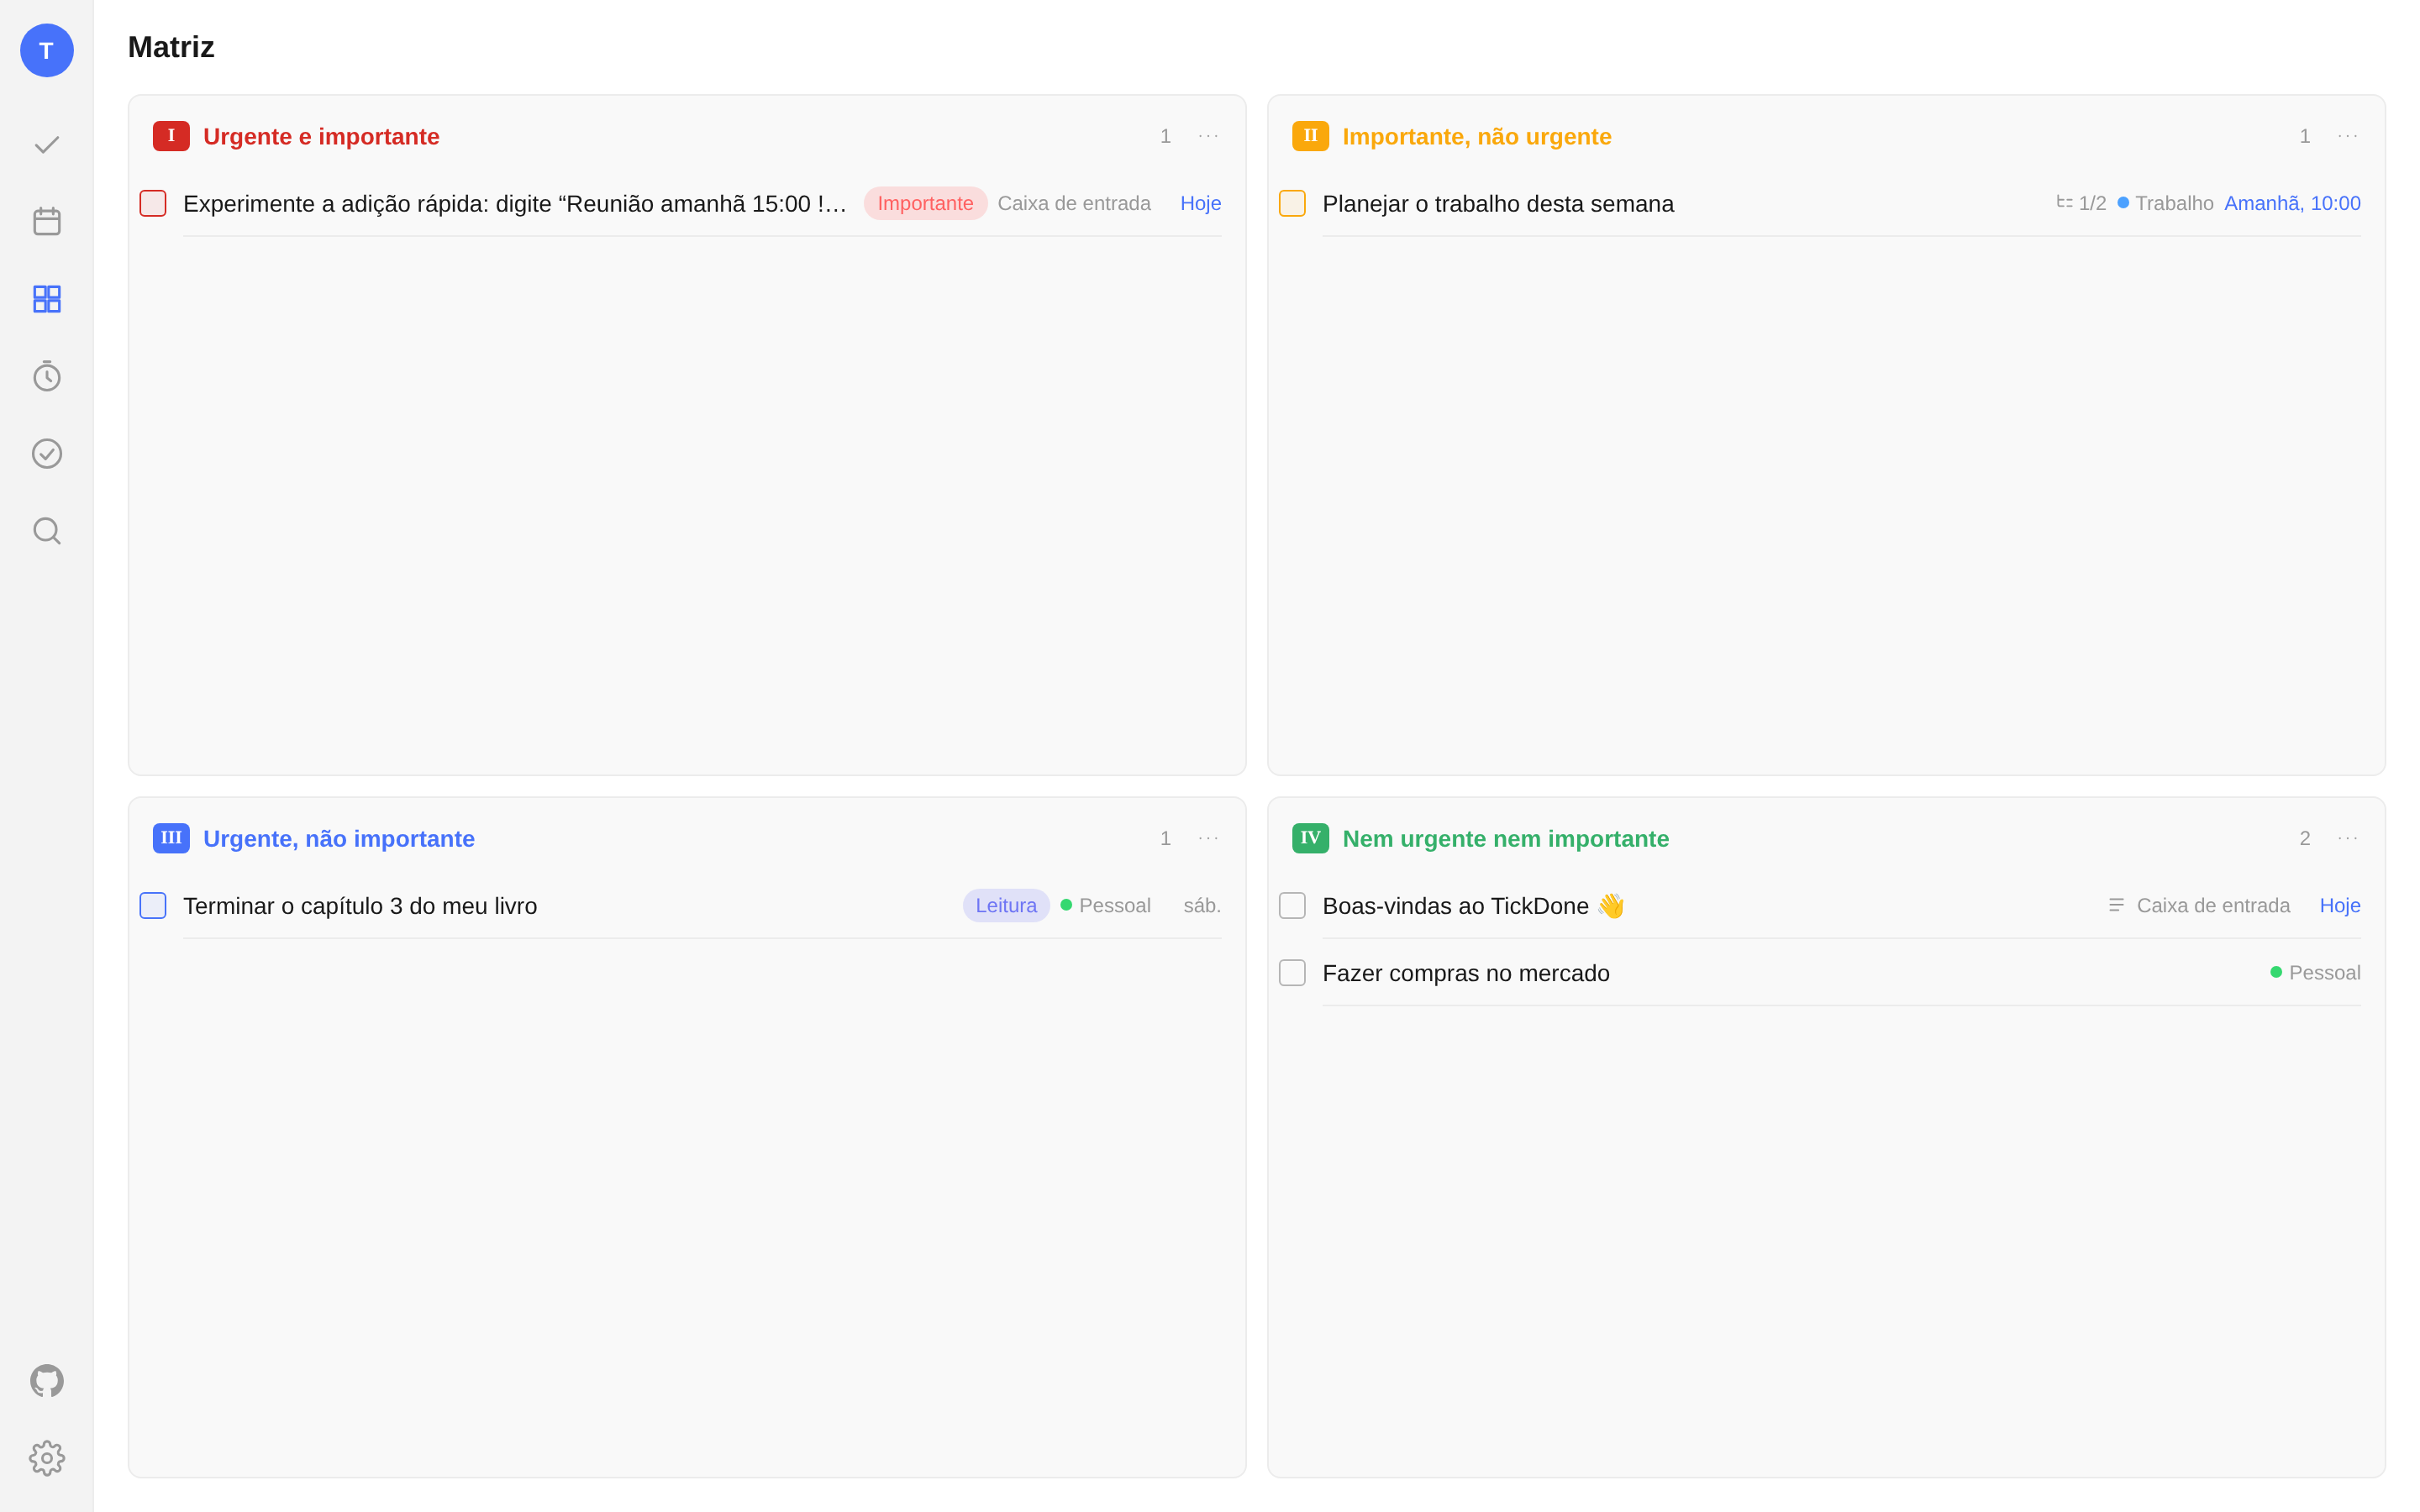 T
Matriz
I Urgente e importante 1 ···
Experimente a adição rápida: digite “Reunião amanhã 15:00 !… Importante Caixa de entrada Hoje
II Importante, não urgente 1 ···
Planejar o trabalho desta semana 1/2 Trabalho Amanhã, 10:00
III Urgente, não importante 1 ···
Terminar o capítulo 3 do meu livro Leitura Pessoal sáb.
IV Nem urgente nem importante 2 ···
Boas-vindas ao TickDone 👋 Caixa de entrada Hoje
Fazer compras no mercado Pessoal